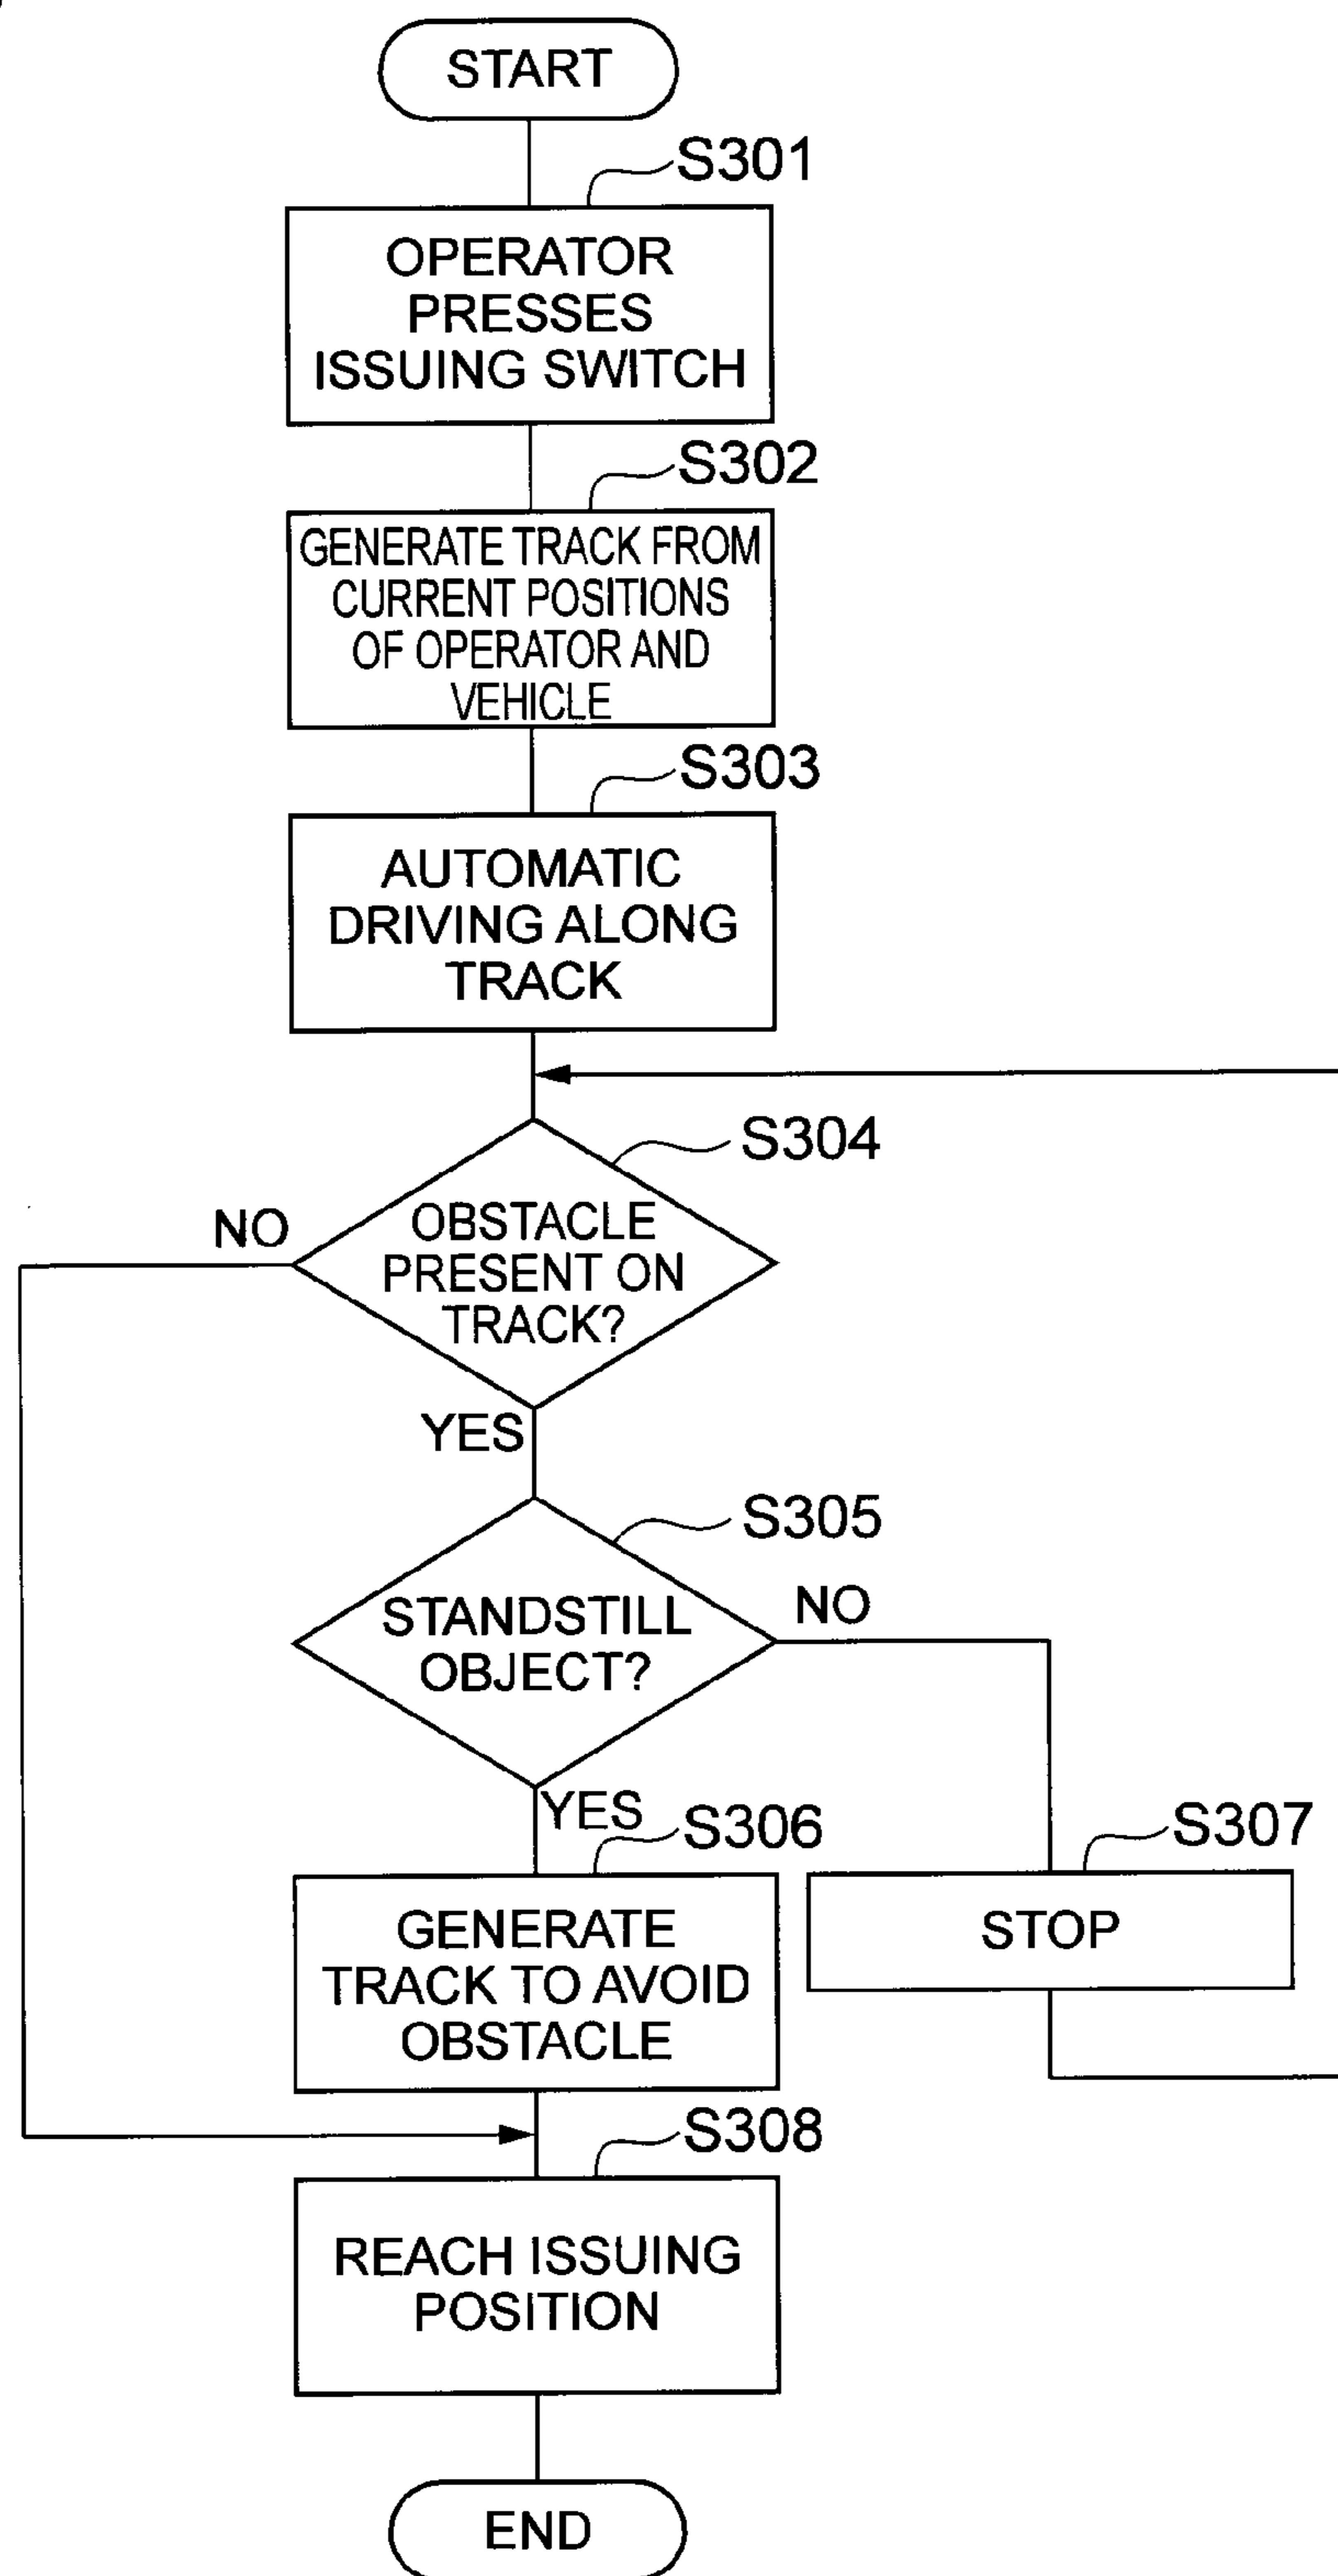 START
S301
OPERATOR
PRESSES
ISSUING SWITCH
S302
GENERATE TRACK FROM
CURRENT POSITIONS
OF OPERATOR AND
VEHICLE
S303
AUTOMATIC
DRIVING ALONG
TRACK
S304
NO
OBSTACLE
PRESENT ON
TRACK?
YES
S305
STANDSTILL
OBJECT?
NO
YES
S306
GENERATE
TRACK TO AVOID
OBSTACLE
S307
STOP
S308
REACH ISSUING
POSITION
END